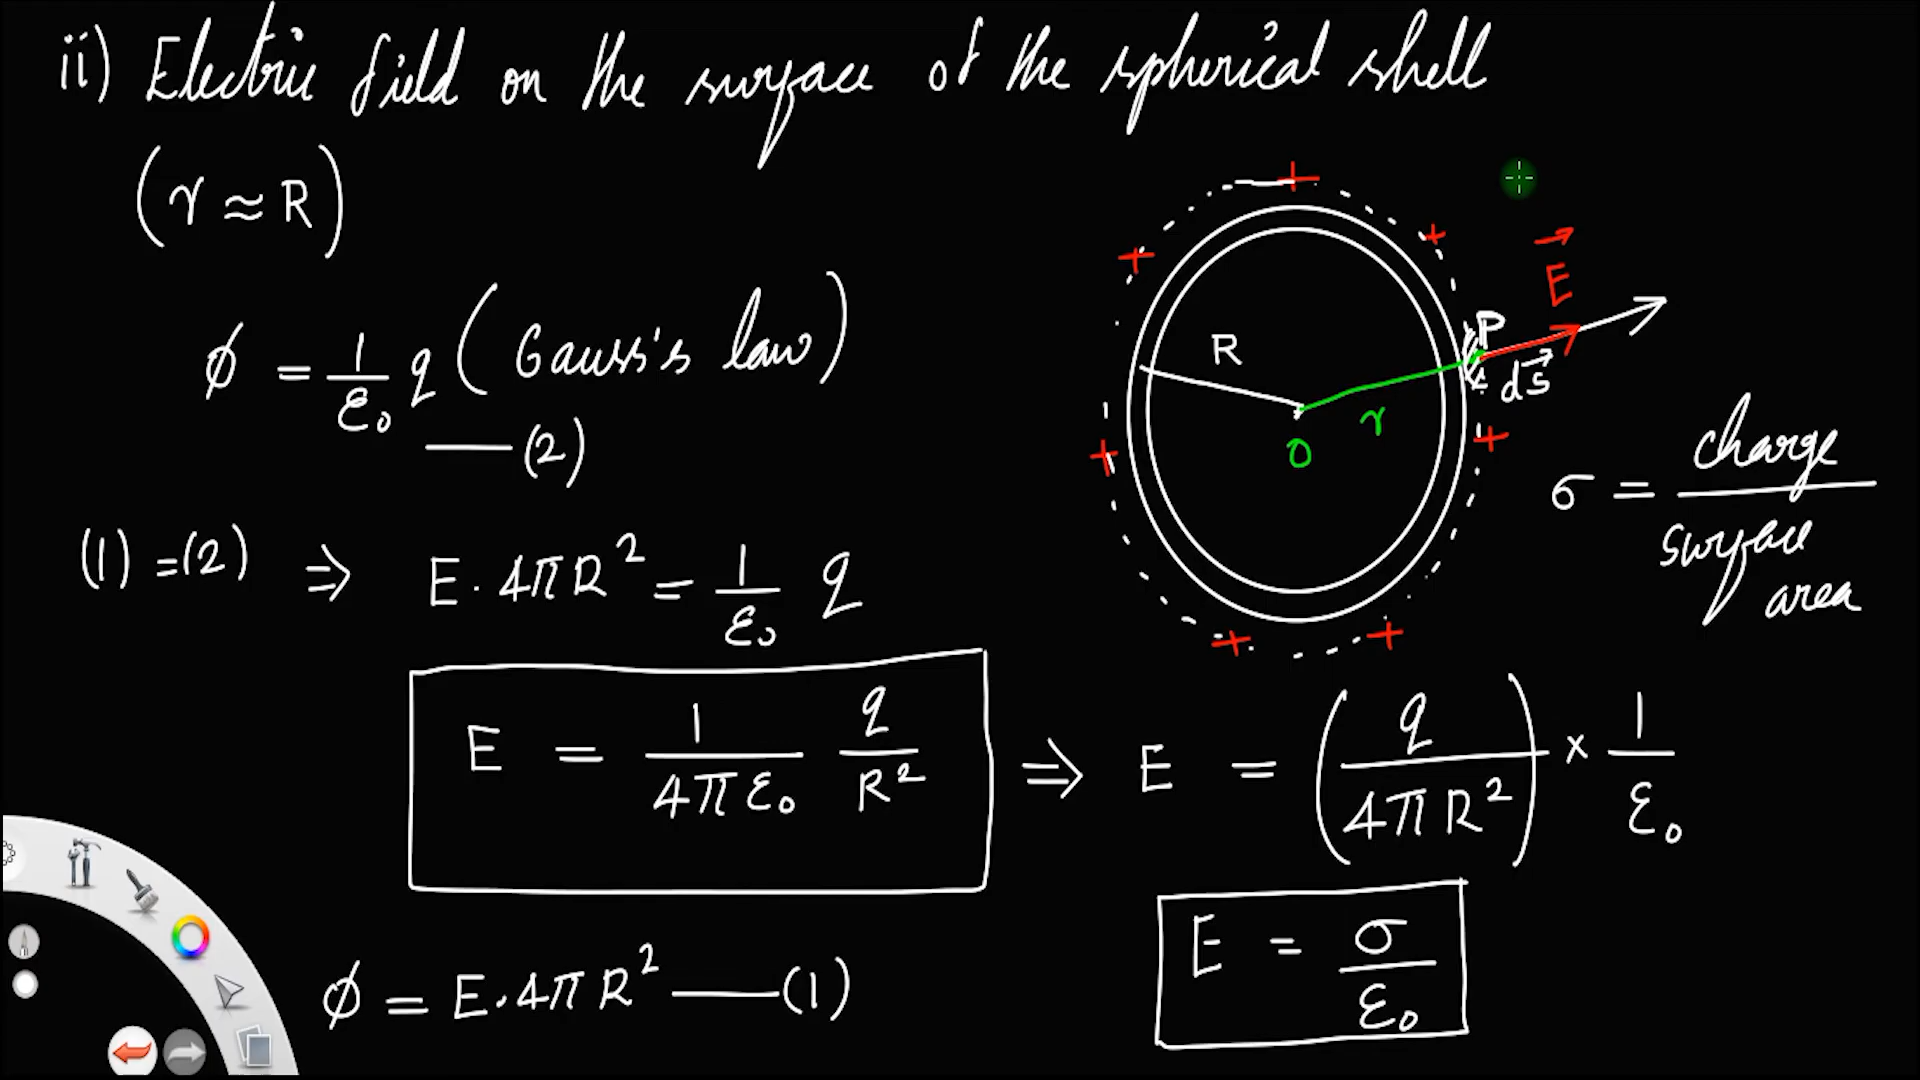 ii) Electric field on the surface of the spherical shell
(r ≈ R)
ϕ = 1/ε₀ q (Gauss's law)
—(2)
(1) = (2) ⇒ E · 4πR² = 1/ε₀ q
E = 1/4πε₀ q/R² ⇒ E = (q/4πR²) × 1/ε₀
E = σ/ε₀
ϕ = E · 4πR² —(1)
R
O
r
P
E⃗
dS⃗
σ = charge/surface area
+
+
+
+
+
+
+